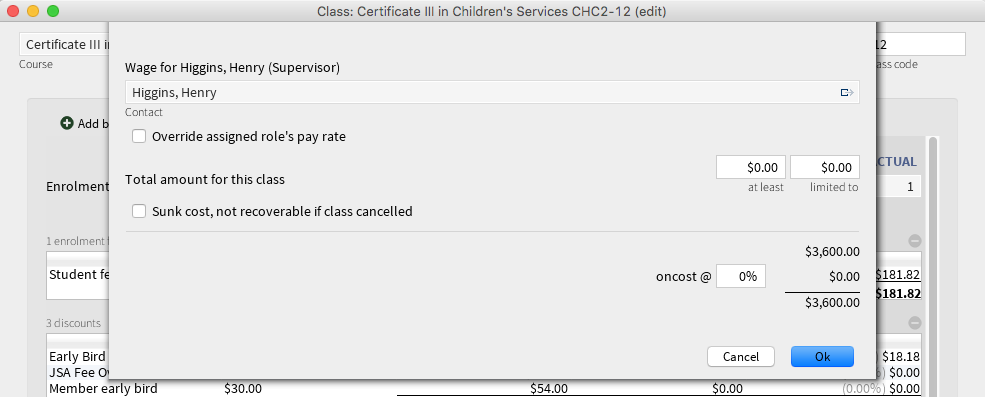 Class: Certificate III in Children's Services CHC2-12 (edit)
Certificate III
12
Course
code
Wage for Higgins, Henry (Supervisor)
Higgins, Henry
Contact
Add
Override assigned role's pay rate
CTUAL
$0.00 $0.00
Total amount for this class
at least limited to
Enrolment
1
Sunk cost, not recoverable if class cancelled
1 enrolment
$3,600.00
Student fe
oncost @ 0% $0.00
$181.82
$181.82
$3,600.00
3 discounts
Early Bird
Cancel Ok
) $18.18
JSA Fee
%) $0.00
Member early bird $30.00 $54.00 $0.00 (0.00%) $0.00